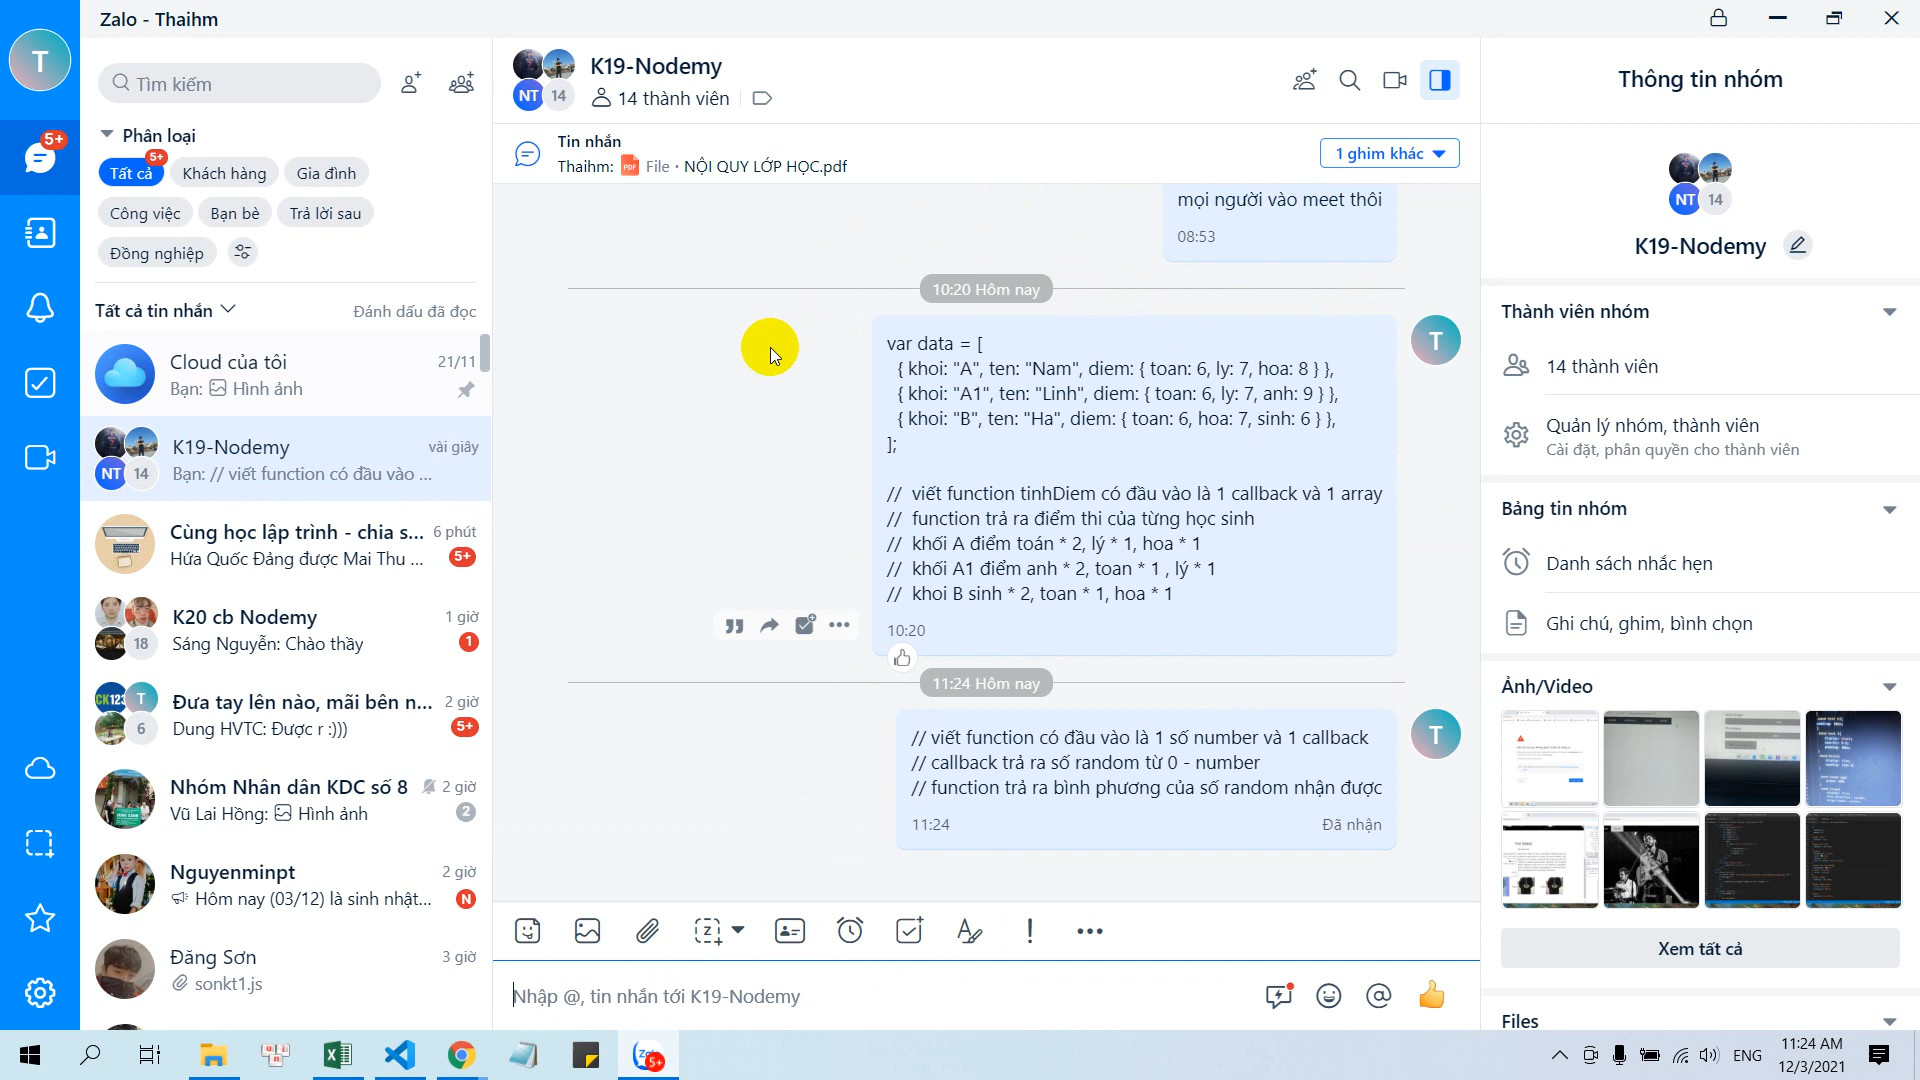 Zalo - Thaihm
T
5+
Tìm kiếm
Phân loại
Tất cả
5+
Khách hàng
Gia đình
Công việc
Bạn bè
Trả lời sau
Đồng nghiệp
Tất cả tin nhắn
Đánh dấu đã đọc
Cloud của tôi
21/11
Bạn: Hình ảnh
K19-Nodemy
vài giây
NT 14
Bạn: // viết function có đầu vào ...
Cùng học lập trình - chia s...
6 phút
Hứa Quốc Đảng được Mai Thu ...
5+
K20 cb Nodemy
1 giờ
18
Sáng Nguyễn: Chào thầy
1
CK123 T
Đưa tay lên nào, mãi bên n...
2 giờ
6
Dung HVTC: Được r :)))
5+
Nhóm Nhân dân KDC số 8
2 giờ
Vũ Lai Hồng: Hình ảnh
2
Nguyenminpt
2 giờ
Hôm nay (03/12) là sinh nhật...
N
Đăng Sơn
3 giờ
sonkt1.js
K19-Nodemy
NT 14
14 thành viên
Tin nhắn
Thaihm: PDF File • NỘI QUY LỚP HỌC.pdf
1 ghim khác
mọi người vào meet thôi
08:53
10:20 Hôm nay
T
var data = [
{ khoi: "A", ten: "Nam", diem: { toan: 6, ly: 7, hoa: 8 } },
{ khoi: "A1", ten: "Linh", diem: { toan: 6, ly: 7, anh: 9 } },
{ khoi: "B", ten: "Ha", diem: { toan: 6, hoa: 7, sinh: 6 } },
];
// viết function tinhDiem có đầu vào là 1 callback và 1 array
// function trả ra điểm thi của từng học sinh
// khối A điểm toán * 2, lý * 1, hoa * 1
// khối A1 điểm anh * 2, toan * 1 , lý * 1
// khoi B sinh * 2, toan * 1, hoa * 1
10:20
11:24 Hôm nay
T
// viết function có đầu vào là 1 số number và 1 callback
// callback trả ra số random từ 0 - number
// function trả ra bình phương của số random nhận được
11:24
Đã nhận
Nhập @, tin nhắn tới K19-Nodemy
Thông tin nhóm
NT 14
K19-Nodemy
Thành viên nhóm
14 thành viên
Quản lý nhóm, thành viên
Cài đặt, phân quyền cho thành viên
Bảng tin nhóm
Danh sách nhắc hẹn
Ghi chú, ghim, bình chọn
Ảnh/Video
Xem tất cả
Files
5+
ENG
11:24 AM
12/3/2021